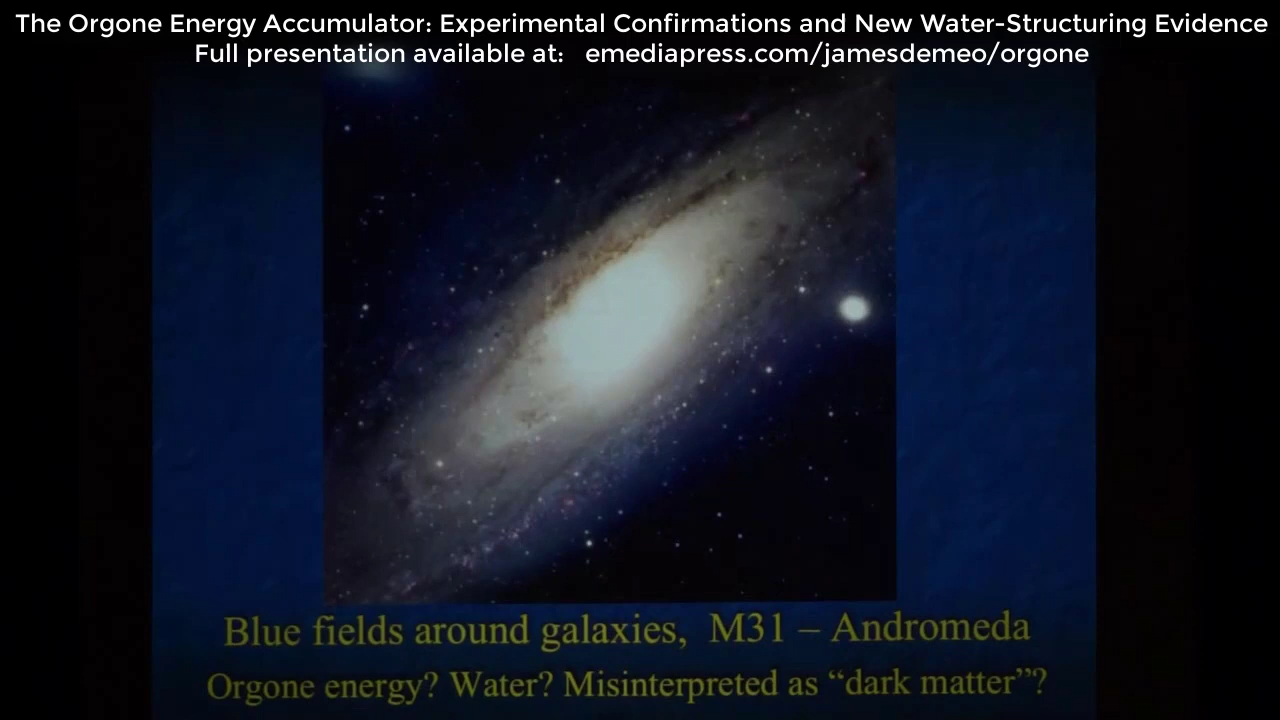 The Orgone Energy Accumulator: Experimental Confirmations and New Water-Structuring Evidence
Full presentation available at: emediapress.com/jamesdemeo/orgone
Blue fields around galaxies, M31 – Andromeda
Orgone energy? Water? Misinterpreted as “dark matter”?